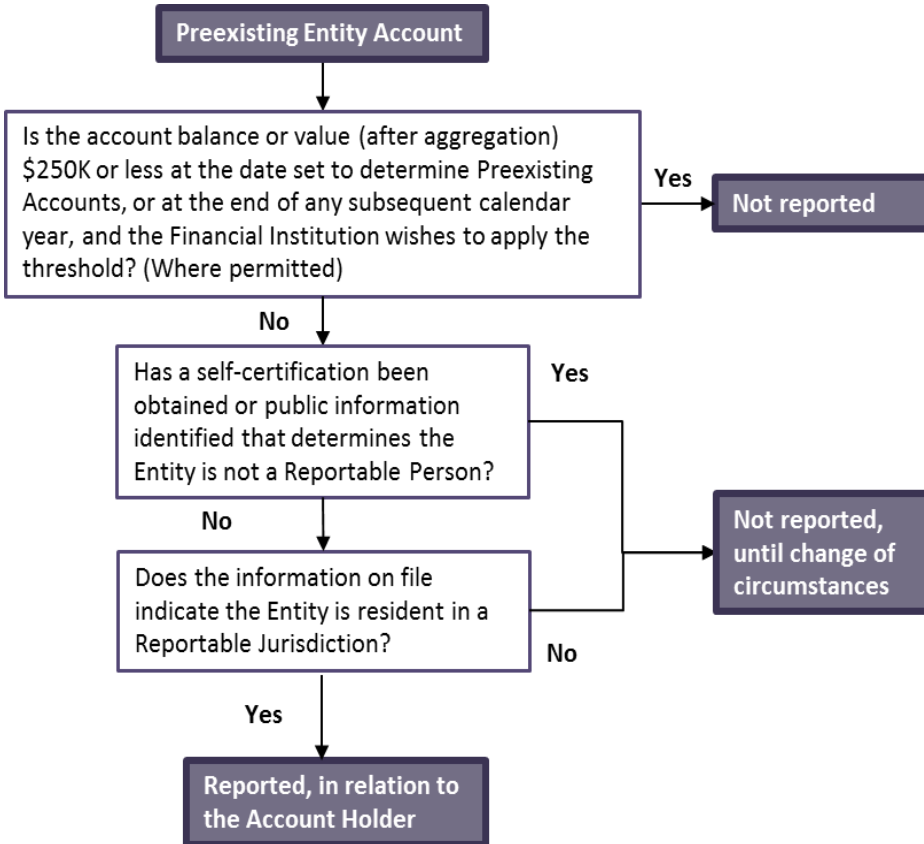 Preexisting Entity Account
Is the account balance or value (after aggregation)
$250K or less at the date set to determine Preexisting
Accounts, or at the end of any subsequent calendar
year, and the Financial Institution wishes to apply the
threshold? (Where permitted)
Yes
Not reported
No
Has a self-certification been
obtained or public information
identified that determines the
Entity is not a Reportable Person?
Yes
No
Not reported,
until change of
circumstances
Does the information on file
indicate the Entity is resident in a
Reportable Jurisdiction?
No
Yes
Reported, in relation to
the Account Holder